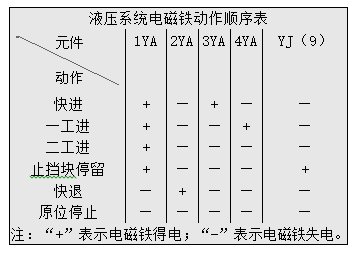 液压系统电磁铁动作顺序表
元件 1YA 2YA 3YA 4YA YJ（9）
动作
快进 + — + — —
一工进 + — — + —
二工进 + — — — —
止挡块停留 + — — — +
快退 — + — — —
原位停止 — — — — —
注：“+”表示电磁铁得电；“-”表示电磁铁失电。